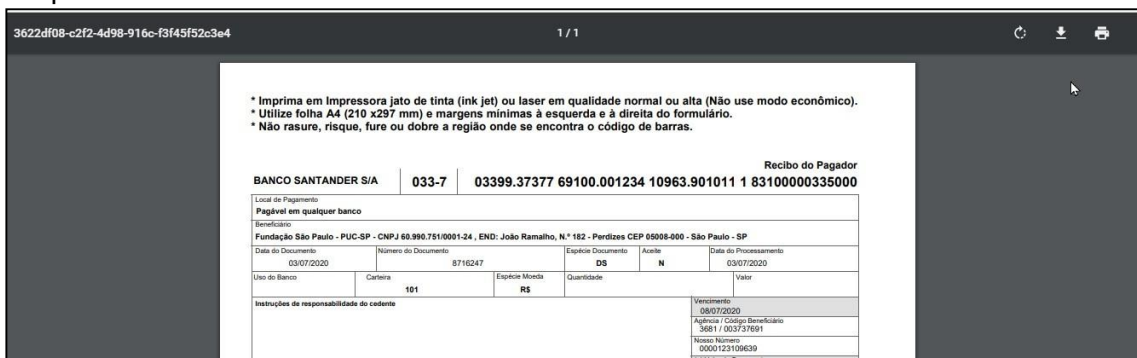 3622df08-c2f2-4d98-916c-f3f45f52c3e4 1 / 1
* Imprima em Impressora jato de tinta (ink jet) ou laser em qualidade normal ou alta (Não use modo econômico).
* Utilize folha A4 (210 x297 mm) e margens mínimas à esquerda e à direita do formulário.
* Não rasure, risque, fure ou dobre a região onde se encontra o código de barras.
Recibo do Pagador
BANCO SANTANDER S/A 033-7 03399.37377 69100.001234 10963.901011 1 83100000335000
Local de Pagamento
Pagável em qualquer banco
Beneficiário
Fundação São Paulo - PUC-SP - CNPJ 60.990.751/0001-24 , END: João Ramalho, N.º 182 - Perdizes CEP 05008-000 - São Paulo - SP
Data do Documento Número do Documento Espécie Documento Aceite Data do Processamento
03/07/2020 8716247 DS N 03/07/2020
Uso do Banco Carteira Espécie Moeda Quantidade Valor
101 R$
Instruções de responsabilidade do cedente Vencimento
08/07/2020
Agência / Código Beneficiário
3681 / 003737691
Nosso Número
0000123109639